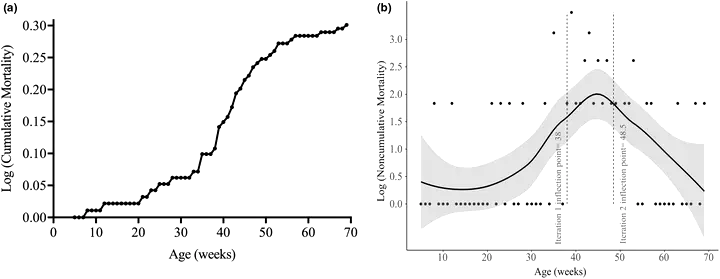 (a)
Log (Cumulative Mortality)
0.30
0.25
0.20
0.15
0.10
0.05
0.00
0 10 20 30 40 50 60 70
Age (weeks)
(b)
Log (Noncumulative Mortality)
3.0
2.5
2.0
1.5
1.0
0.5
0.0
Iteration 1 inflection point= 38
Iteration 2 inflection point= 48.5
10 20 30 40 50 60 70
Age (weeks)